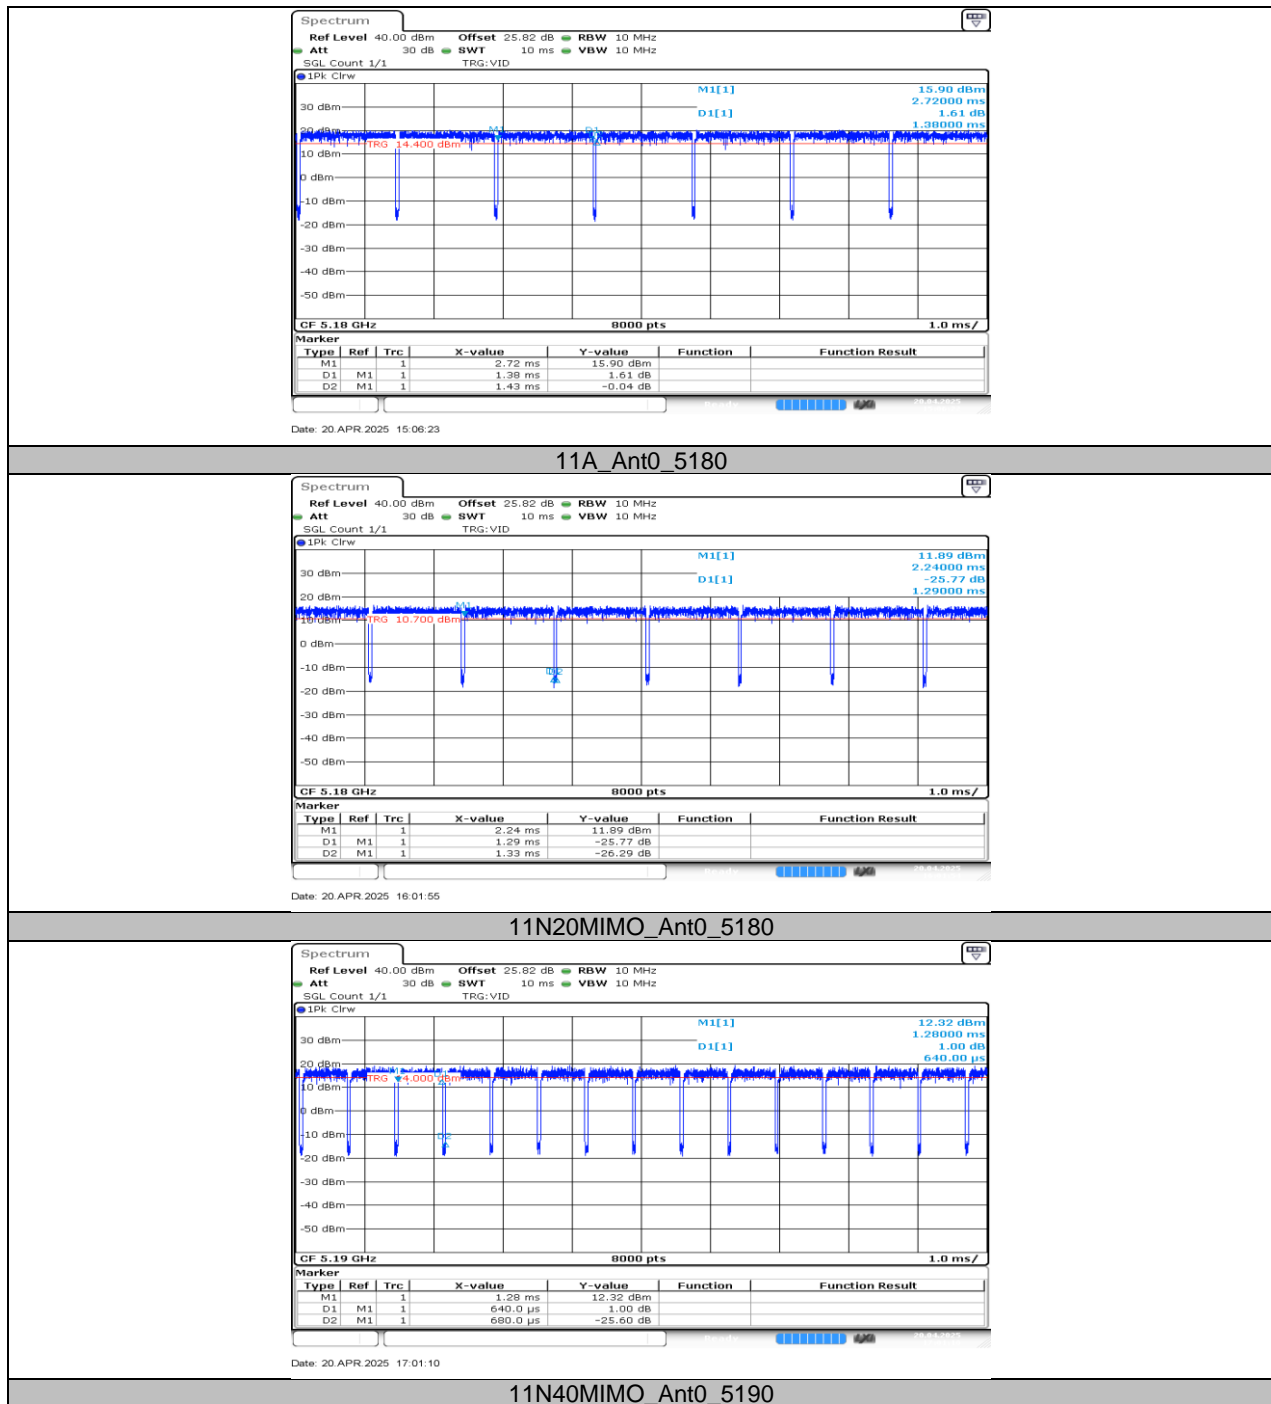 Spectrum
Ref Level 40.00 dBm Offset 25.82 dB RBW 10 MHz
Att 30 dB SWT 10 ms VBW 10 MHz
SGL Count 1/1 TRG:VID
1Pk Clrw
M1[1] 15.90 dBm
2.72000 ms
30 dBm
D1[1] 1.61 dB
1.38000 ms
20 dBm
M1 D1
TRG 14.400 dBm
10 dBm
0 dBm
-10 dBm
-20 dBm
-30 dBm
-40 dBm
-50 dBm
CF 5.18 GHz 8000 pts 1.0 ms/
Marker
Type Ref Trc X-value Y-value Function Function Result
M1 1 2.72 ms 15.90 dBm
D1 M1 1 1.38 ms 1.61 dB
D2 M1 1 1.43 ms -0.04 dB
Date: 20.APR.2025 15:06:23
11A_Ant0_5180
Spectrum
Ref Level 40.00 dBm Offset 25.82 dB RBW 10 MHz
Att 30 dB SWT 10 ms VBW 10 MHz
SGL Count 1/1 TRG:VID
1Pk Clrw
M1[1] 11.89 dBm
2.24000 ms
30 dBm
D1[1] -25.77 dB
1.29000 ms
20 dBm
M1
10 dBm
TRG 10.700 dBm
0 dBm
-10 dBm
-20 dBm
-30 dBm
-40 dBm
-50 dBm
CF 5.18 GHz 8000 pts 1.0 ms/
Marker
Type Ref Trc X-value Y-value Function Function Result
M1 1 2.24 ms 11.89 dBm
D1 M1 1 1.29 ms -25.77 dB
D2 M1 1 1.33 ms -26.29 dB
Date: 20.APR.2025 16:01:55
11N20MIMO_Ant0_5180
Spectrum
Ref Level 40.00 dBm Offset 25.82 dB RBW 10 MHz
Att 30 dB SWT 10 ms VBW 10 MHz
SGL Count 1/1 TRG:VID
1Pk Clrw
M1[1] 12.32 dBm
1.28000 ms
30 dBm
D1[1] 1.00 dB
640.00 µs
20 dBm
TRG 14.000 dBm
10 dBm
0 dBm
-10 dBm
D2
-20 dBm
-30 dBm
-40 dBm
-50 dBm
CF 5.19 GHz 8000 pts 1.0 ms/
Marker
Type Ref Trc X-value Y-value Function Function Result
M1 1 1.28 ms 12.32 dBm
D1 M1 1 640.0 µs 1.00 dB
D2 M1 1 680.0 µs -25.60 dB
Date: 20.APR.2025 17:01:10
11N40MIMO_Ant0_5190